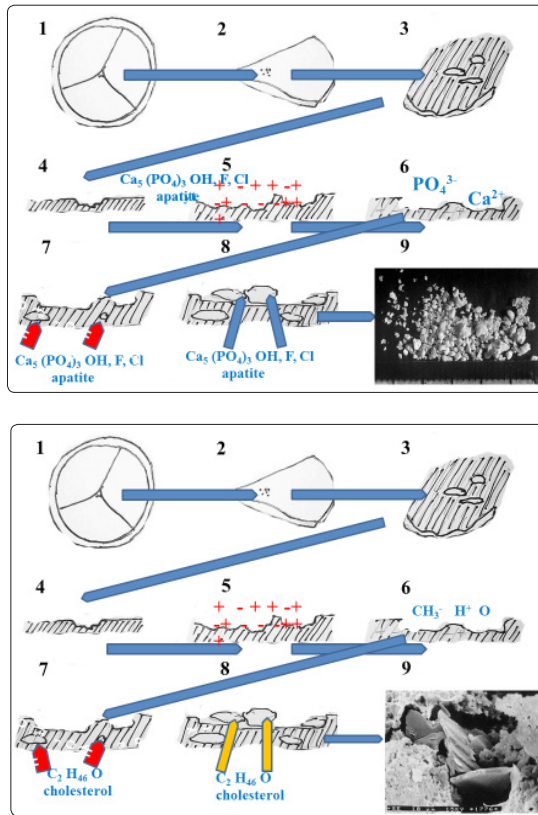 1 2 3
4 5 6
Ca5 (PO4)3 OH, F, Cl
apatite
+ - + + - +
PO4 3-
Ca2+
7 8 9
Ca5 (PO4)3 OH, F, Cl
apatite
Ca5 (PO4)3 OH, F, Cl
apatite
1 2 3
4 5 6
+ - + + - +
CH3- H+ O
7 8 9
C2 H46 O
cholesterol
C2 H46 O
cholesterol